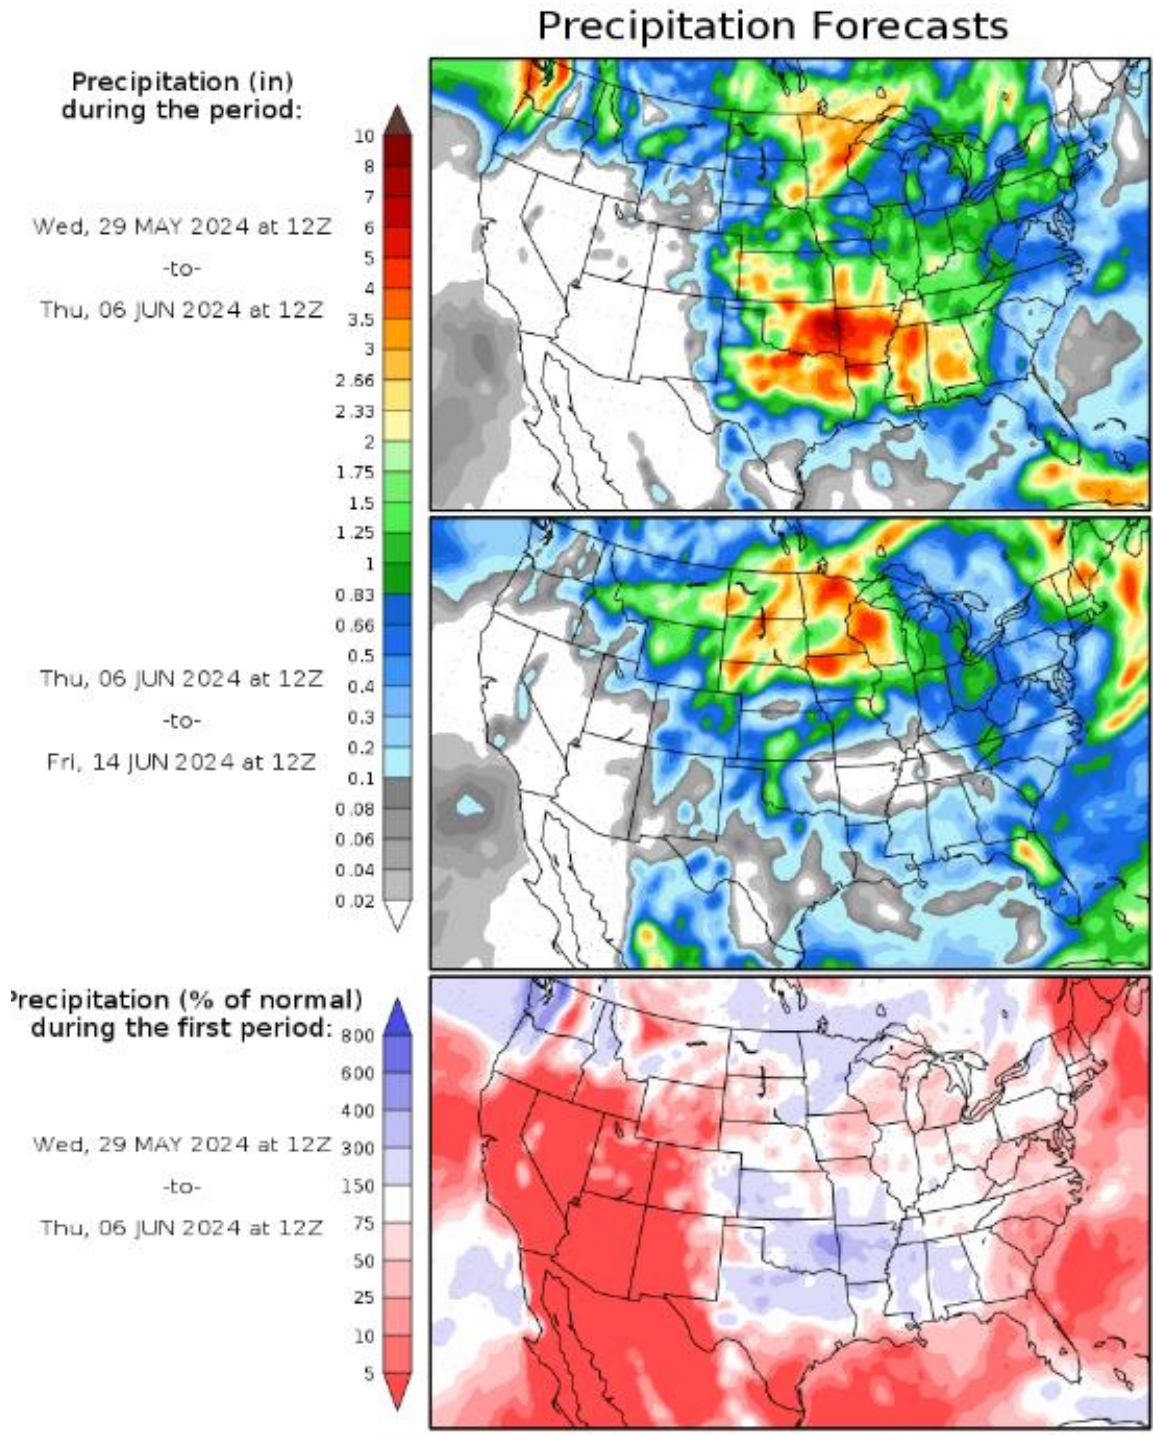 Precipitation Forecasts
Precipitation (in)
during the period:
10
8
7
Wed, 29 MAY 2024 at 12Z
6
5
-to-
4
Thu, 06 JUN 2024 at 12Z
3.5
3
2.66
2.33
2
1.75
1.5
1.25
1
0.83
0.66
0.5
Thu, 06 JUN 2024 at 12Z
0.4
-to-
0.3
0.2
Fri, 14 JUN 2024 at 12Z
0.1
0.08
0.06
0.04
0.02
Precipitation (% of normal)
during the first period:
800
600
400
Wed, 29 MAY 2024 at 12Z
300
-to-
150
75
Thu, 06 JUN 2024 at 12Z
50
25
10
5